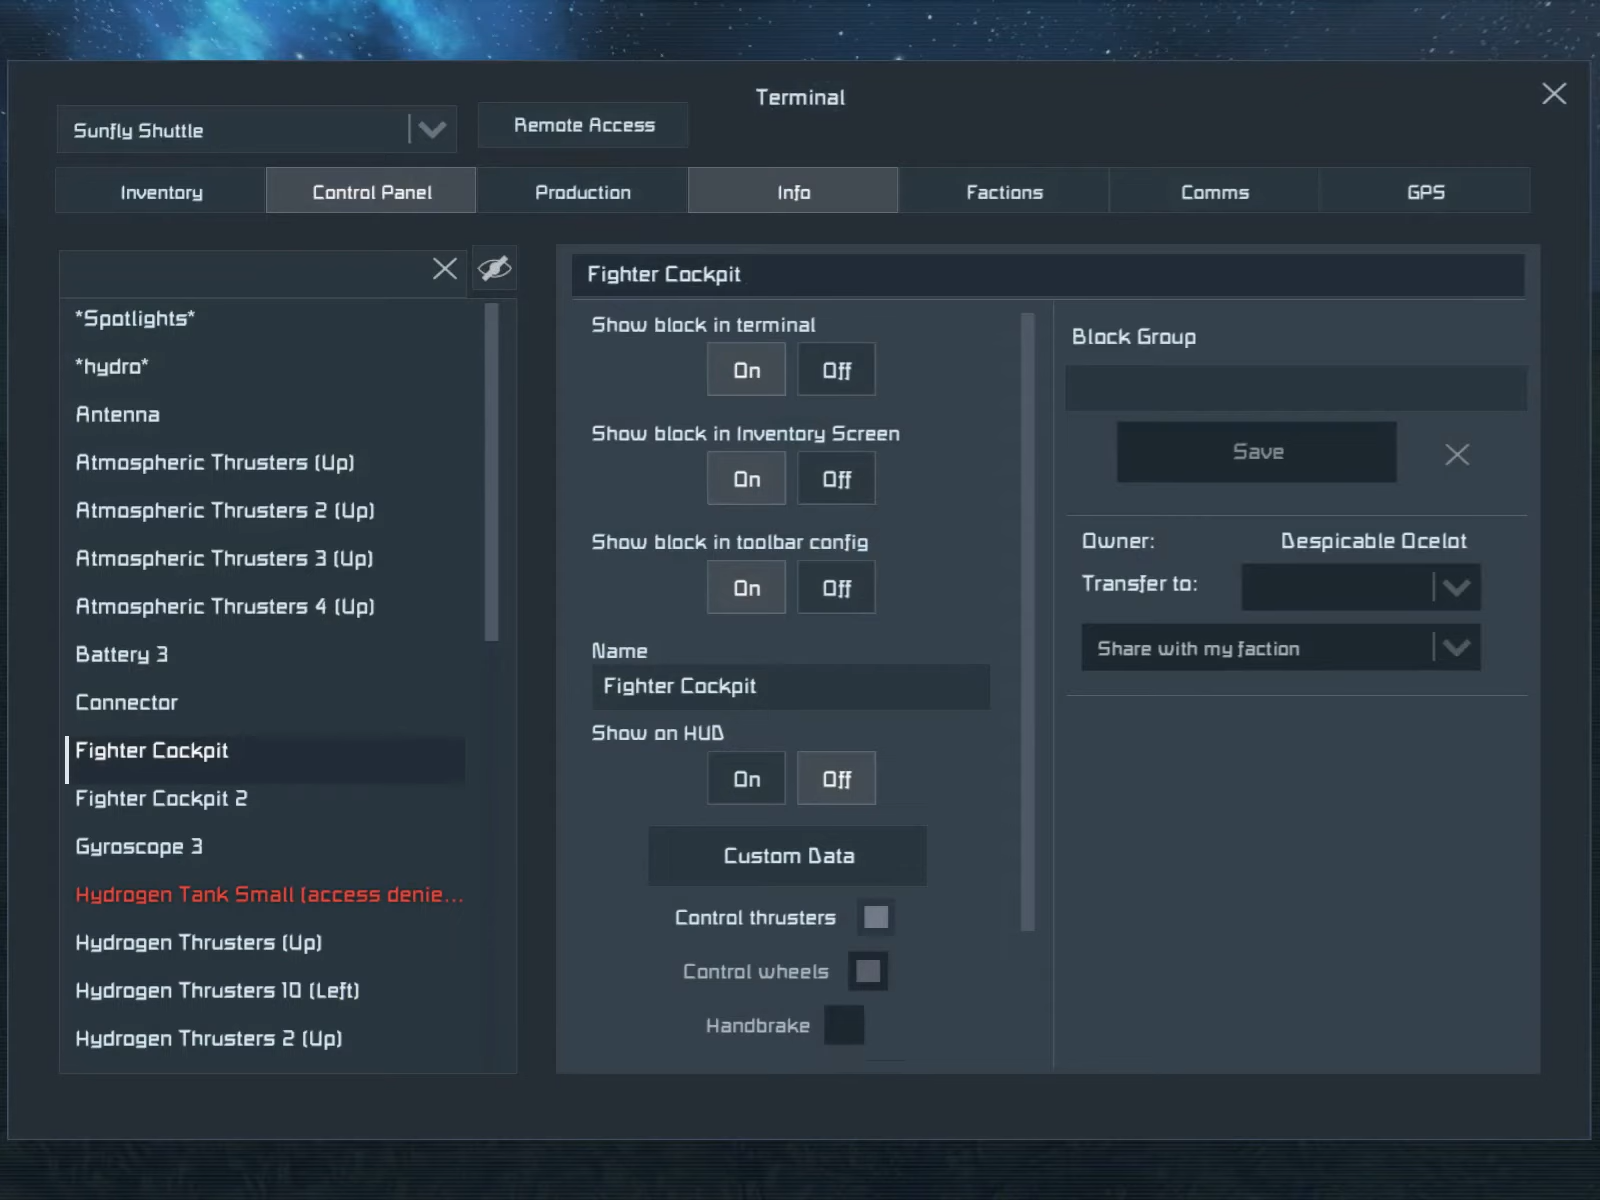 Terminal
Sunfly Shuttle
Remote Access
Inventory
Control Panel
Production
Info
Factions
Comms
GPS
*Spotlights*
*hydro*
Antenna
Atmospheric Thrusters (Up)
Atmospheric Thrusters 2 (Up)
Atmospheric Thrusters 3 (Up)
Atmospheric Thrusters 4 (Up)
Battery 3
Connector
Fighter Cockpit
Fighter Cockpit 2
Gyroscope 3
Hydrogen Tank Small (access denie...
Hydrogen Thrusters (Up)
Hydrogen Thrusters 10 (Left)
Hydrogen Thrusters 2 (Up)
Fighter Cockpit
Show block in terminal
On
Off
Show block in Inventory Screen
On
Off
Show block in toolbar config
On
Off
Name
Fighter Cockpit
Show on HUD
On
Off
Custom Data
Control thrusters
Control wheels
Handbrake
Block Group
Save
Owner:
Despicable Ocelot
Transfer to:
Share with my faction